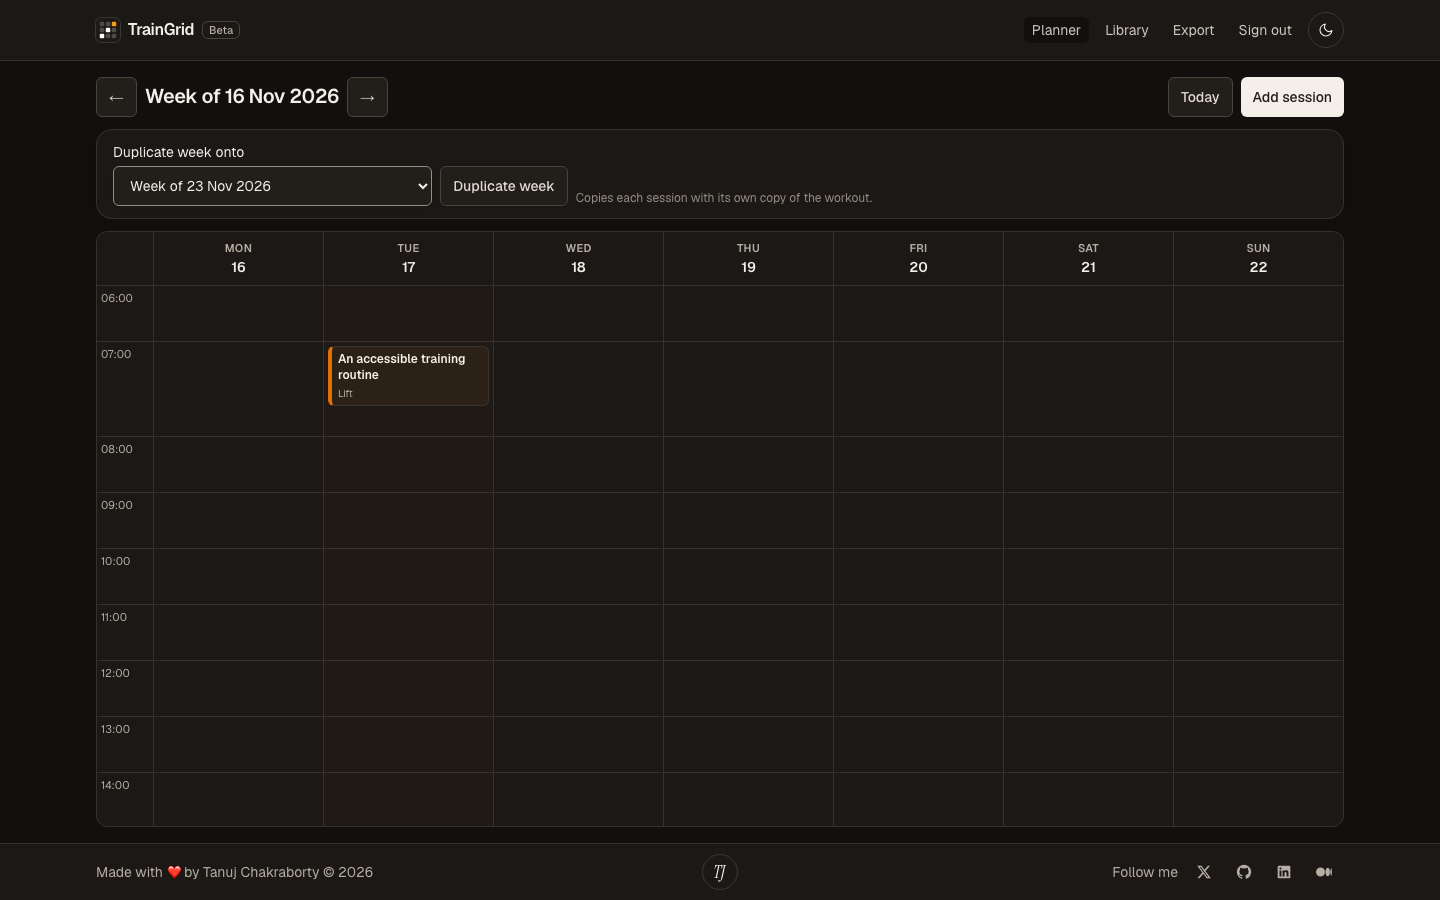 TrainGrid Beta
Planner Library Export Sign out
← Week of 16 Nov 2026 →
Today Add session
Duplicate week onto
Week of 23 Nov 2026
Duplicate week
Copies each session with its own copy of the workout.
MON TUE WED THU FRI SAT SUN
16 17 18 19 20 21 22
06:00
07:00
An accessible training
routine
Lift
08:00
09:00
10:00
11:00
12:00
13:00
14:00
Made with ❤️ by Tanuj Chakraborty © 2026
TJ
Follow me